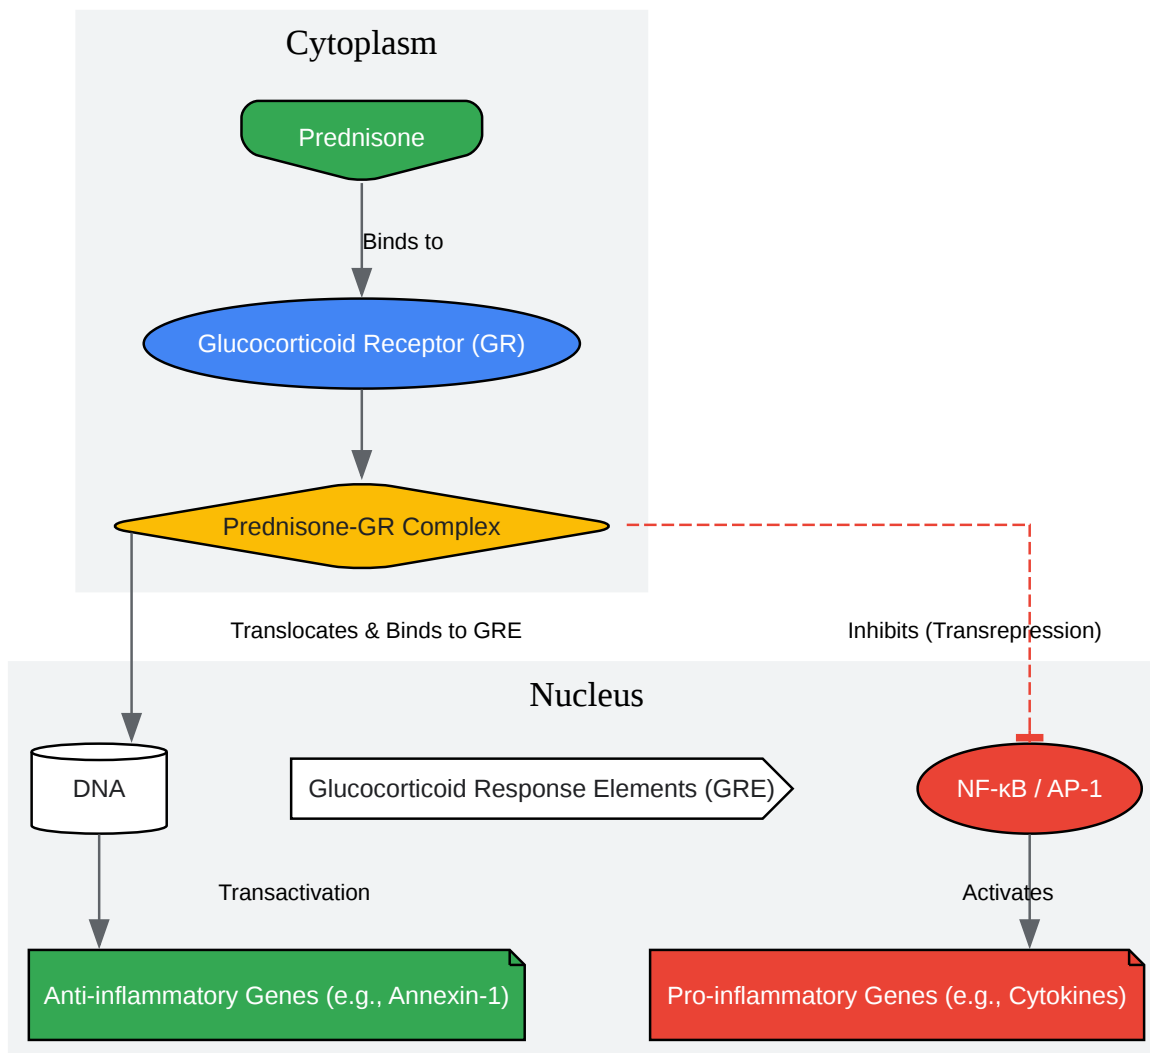 Cytoplasm
Prednisone
Binds to
Glucocorticoid Receptor (GR)
Prednisone-GR Complex
Translocates & Binds to GRE
Inhibits (Transrepression)
Nucleus
DNA
Glucocorticoid Response Elements (GRE)
NF-κB / AP-1
Transactivation
Activates
Anti-inflammatory Genes (e.g., Annexin-1)
Pro-inflammatory Genes (e.g., Cytokines)